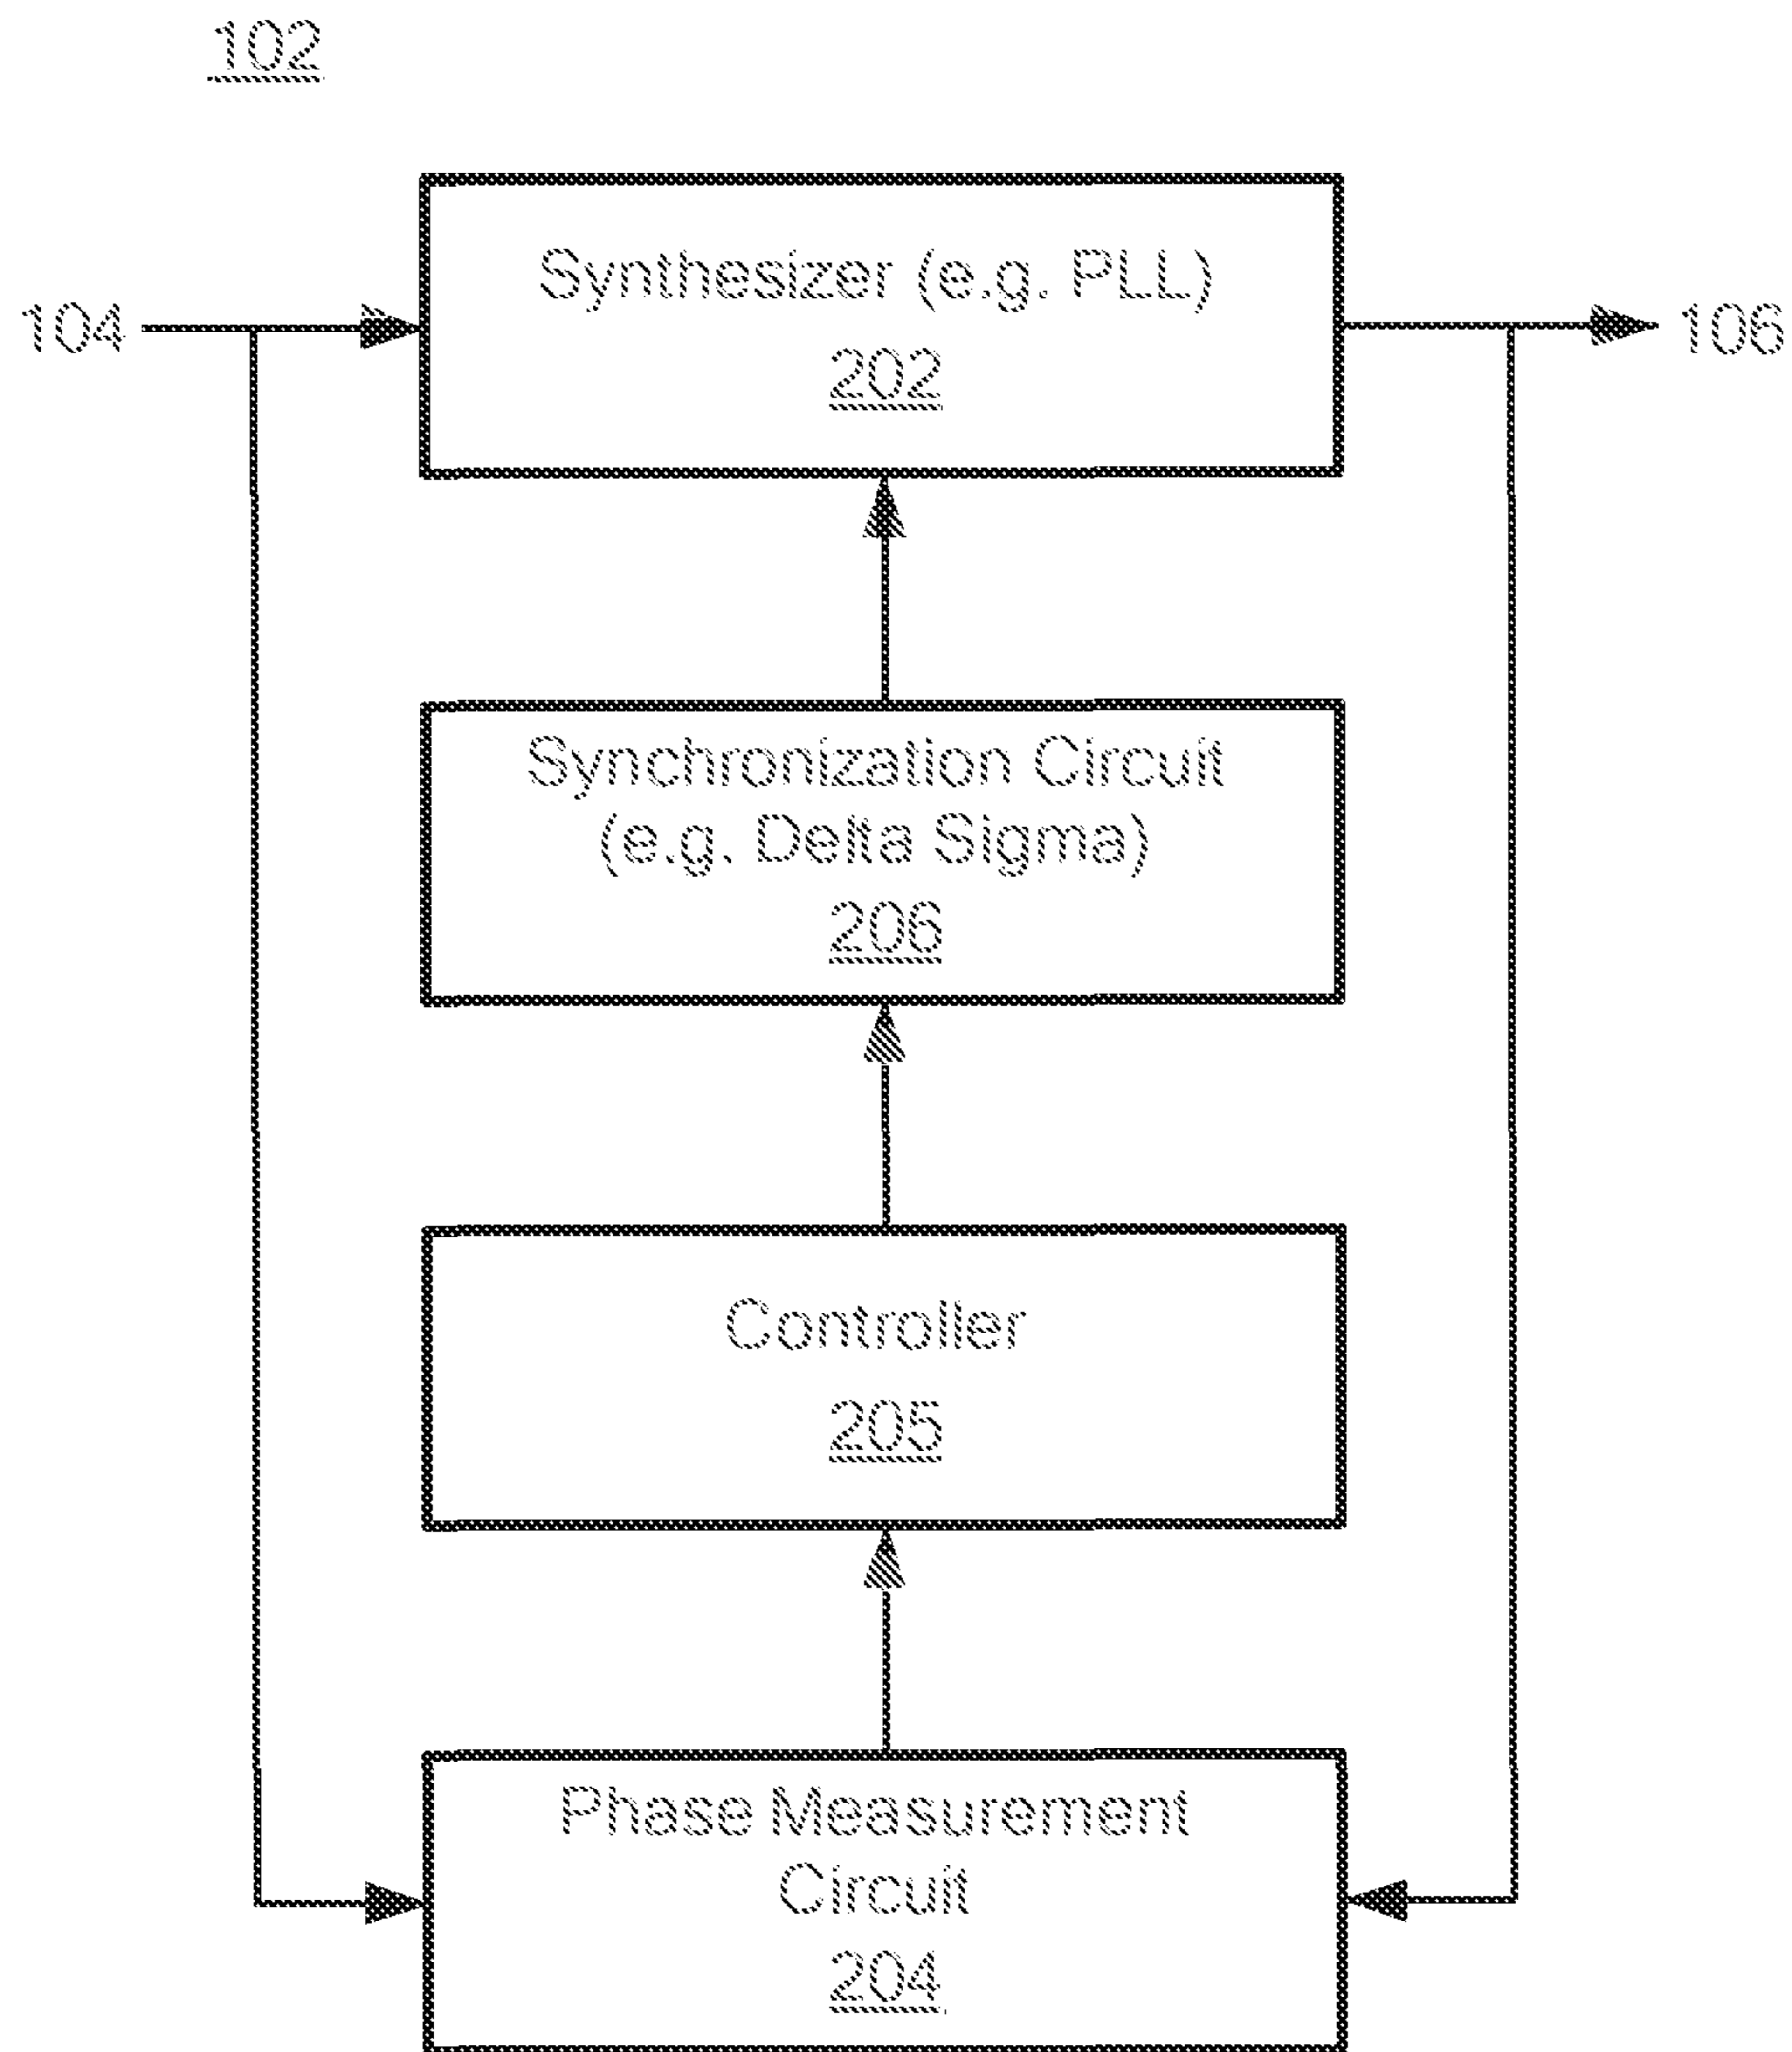 102
104
Synthesizer (e.g. PLL)
202
106
Synchronization Circuit
(e.g. Delta Sigma)
206
Controller
205
Phase Measurement
Circuit
204